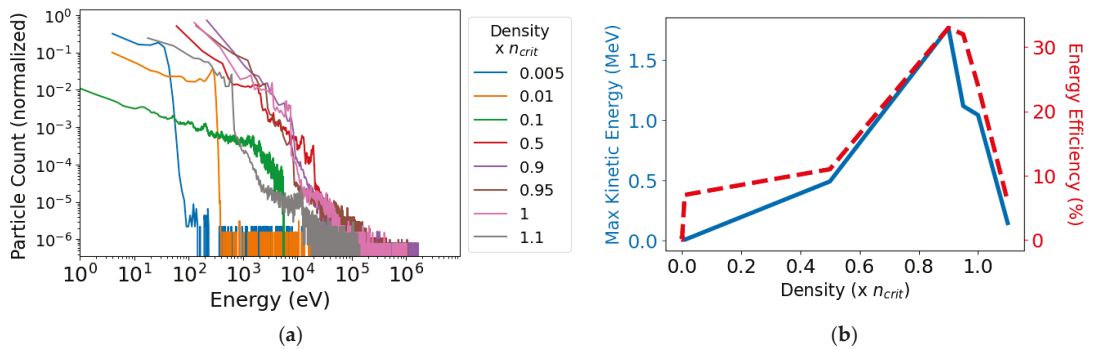 10⁰
10⁻¹
10⁻²
10⁻³
10⁻⁴
10⁻⁵
10⁻⁶
Particle Count (normalized)
10⁰ 10¹ 10² 10³ 10⁴ 10⁵ 10⁶
Energy (eV)
Density
x n_crit
0.005
0.01
0.1
0.5
0.9
0.95
1
1.1
(a)
Max Kinetic Energy (MeV)
1.5
1.0
0.5
0.0
0.0 0.2 0.4 0.6 0.8 1.0
Density (x n_crit)
30
20
10
0
Energy Efficiency (%)
(b)